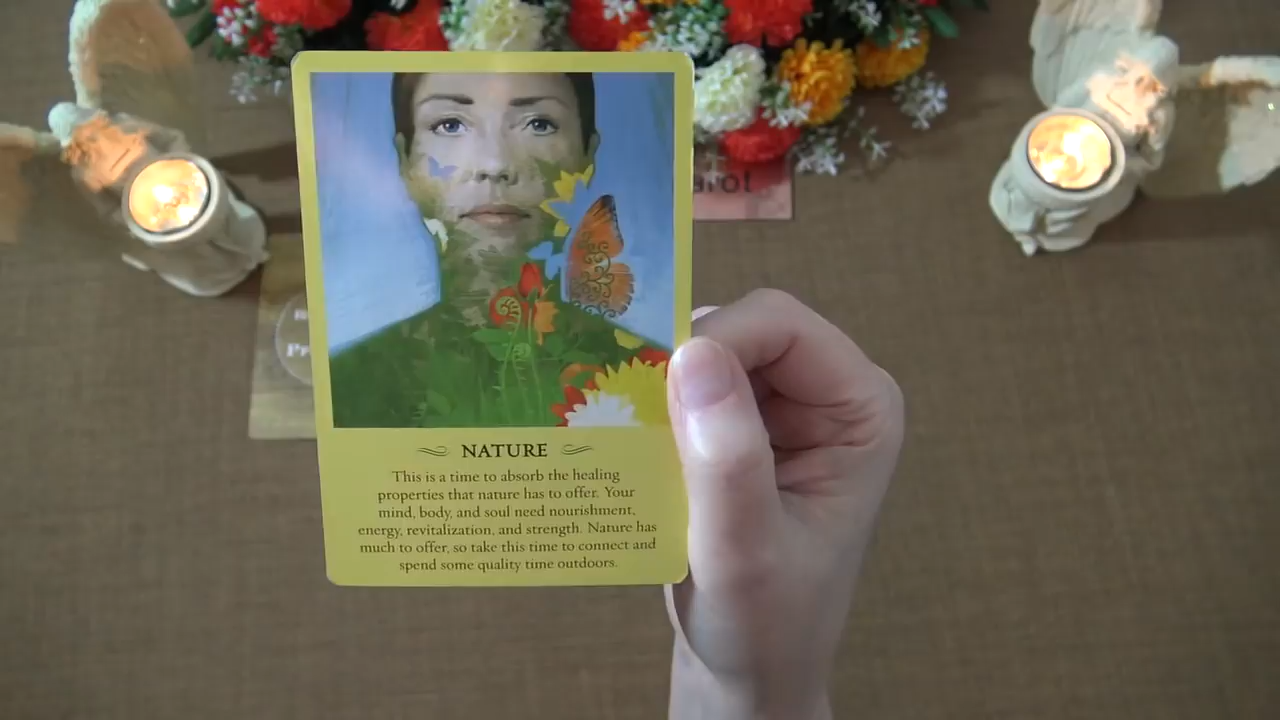 arot
Pr
NATURE
This is a time to absorb the healing
properties that nature has to offer. Your
mind, body, and soul need nourishment,
energy, revitalization, and strength. Nature has
much to offer, so take this time to connect and
spend some quality time outdoors.